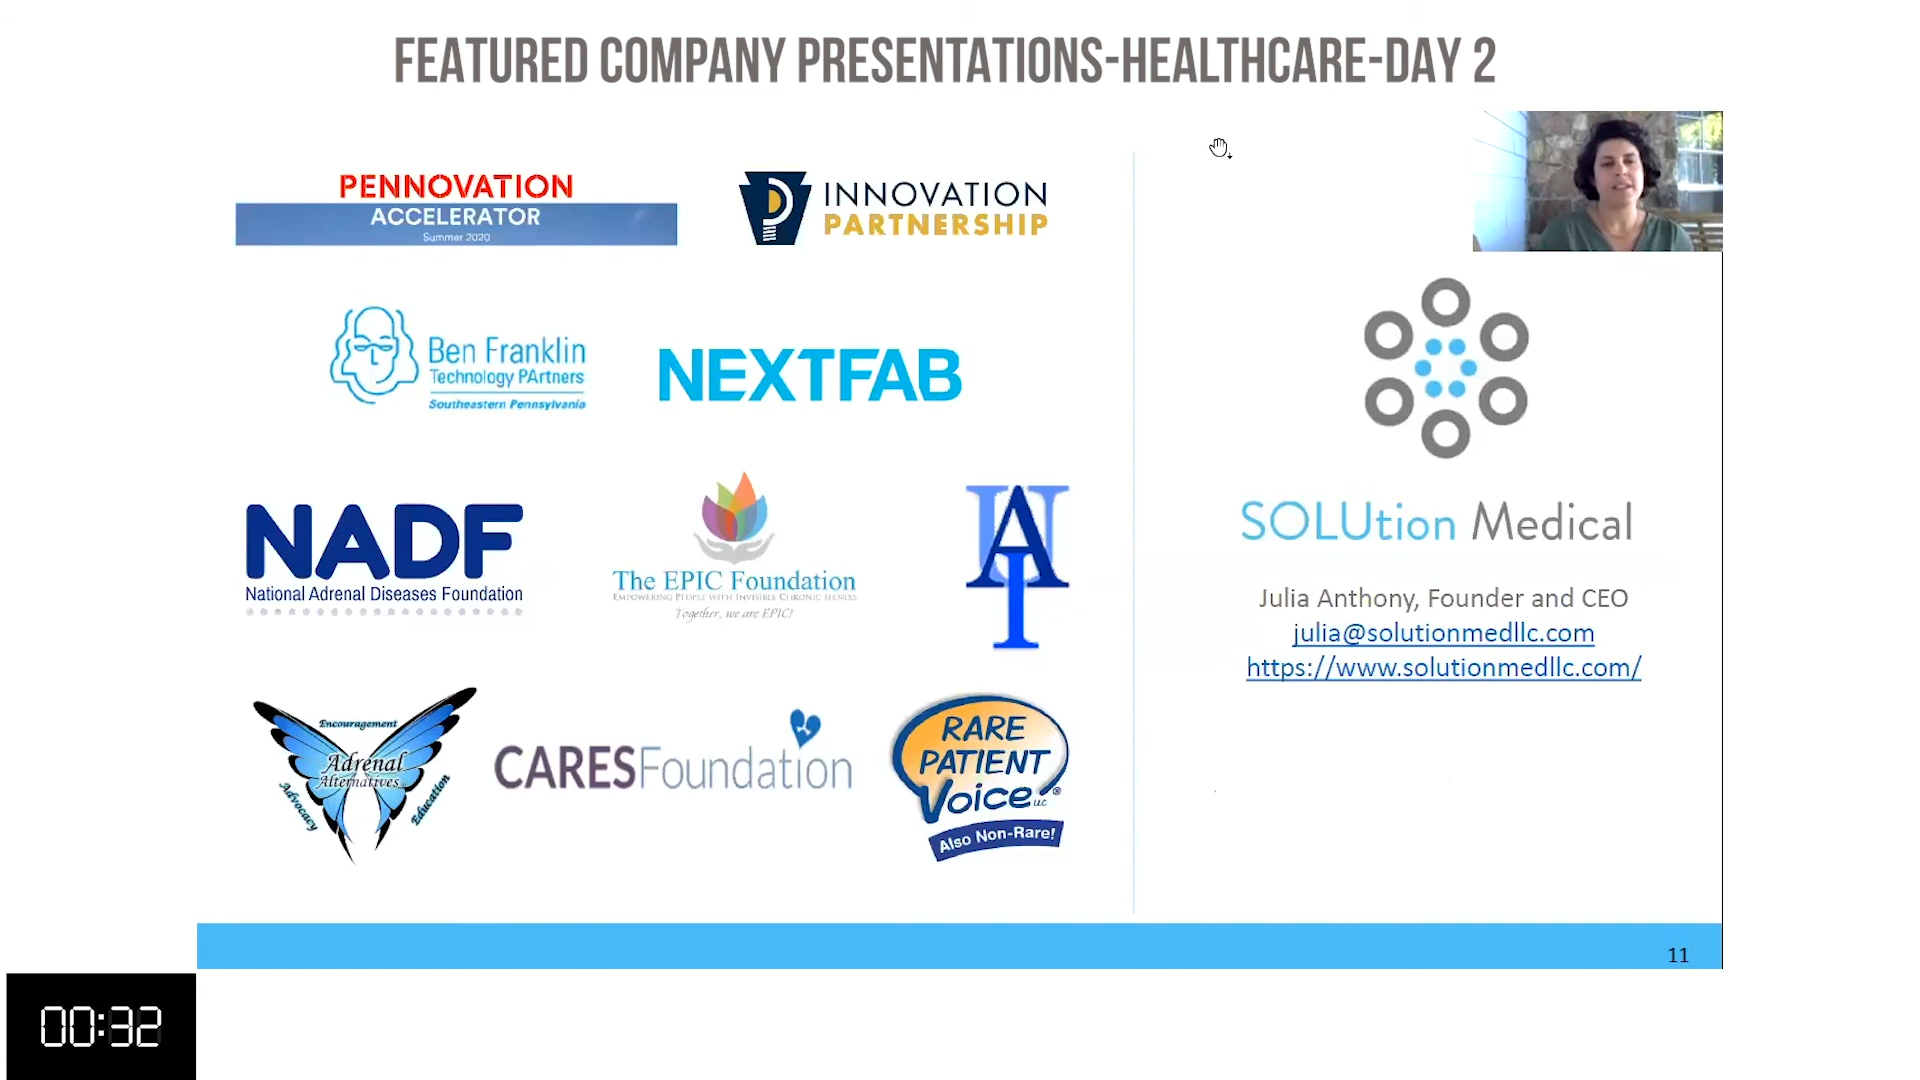 FEATURED COMPANY PRESENTATIONS-HEALTHCARE-DAY 2
PENNOVATION
ACCELERATOR
Summer 2020
INNOVATION
PARTNERSHIP
Ben Franklin
Technology PArtners
Southeastern Pennsylvania
NEXTFAB
NADF
National Adrenal Diseases Foundation
The EPIC Foundation
EMPOWERING PEOPLE WITH INVISIBLE CHRONIC ILLNESS
Together, we are EPIC!
AIU
Encouragement
Adrenal
Alternatives
Advocacy
Education
CARESFoundation
RARE
PATIENT
VOICE LLC
Also Non-Rare!
SOLUtion Medical
Julia Anthony, Founder and CEO
julia@solutionmedllc.com
https://www.solutionmedllc.com/
11
00:32